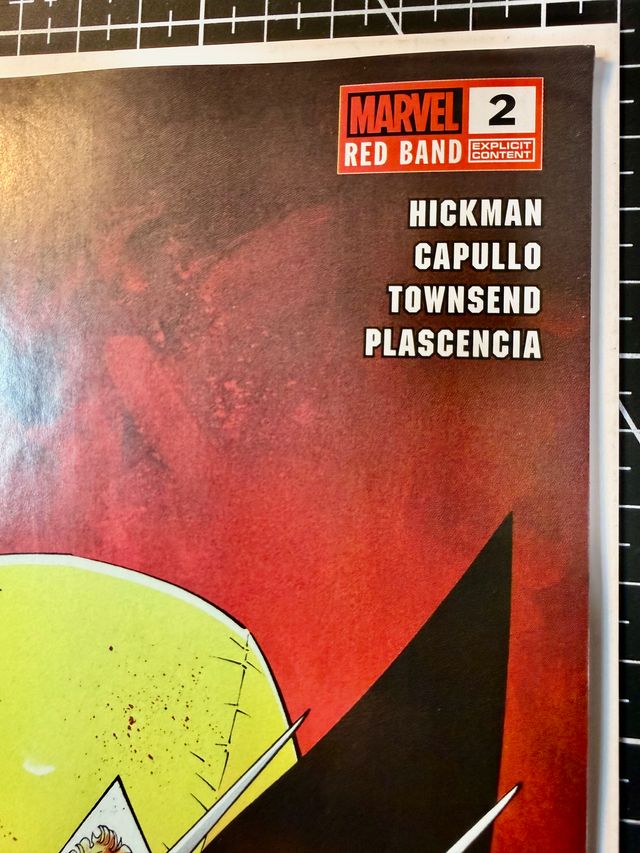 MARVEL 2
RED BAND EXPLICIT CONTENT
HICKMAN
CAPULLO
TOWNSEND
PLASCENCIA